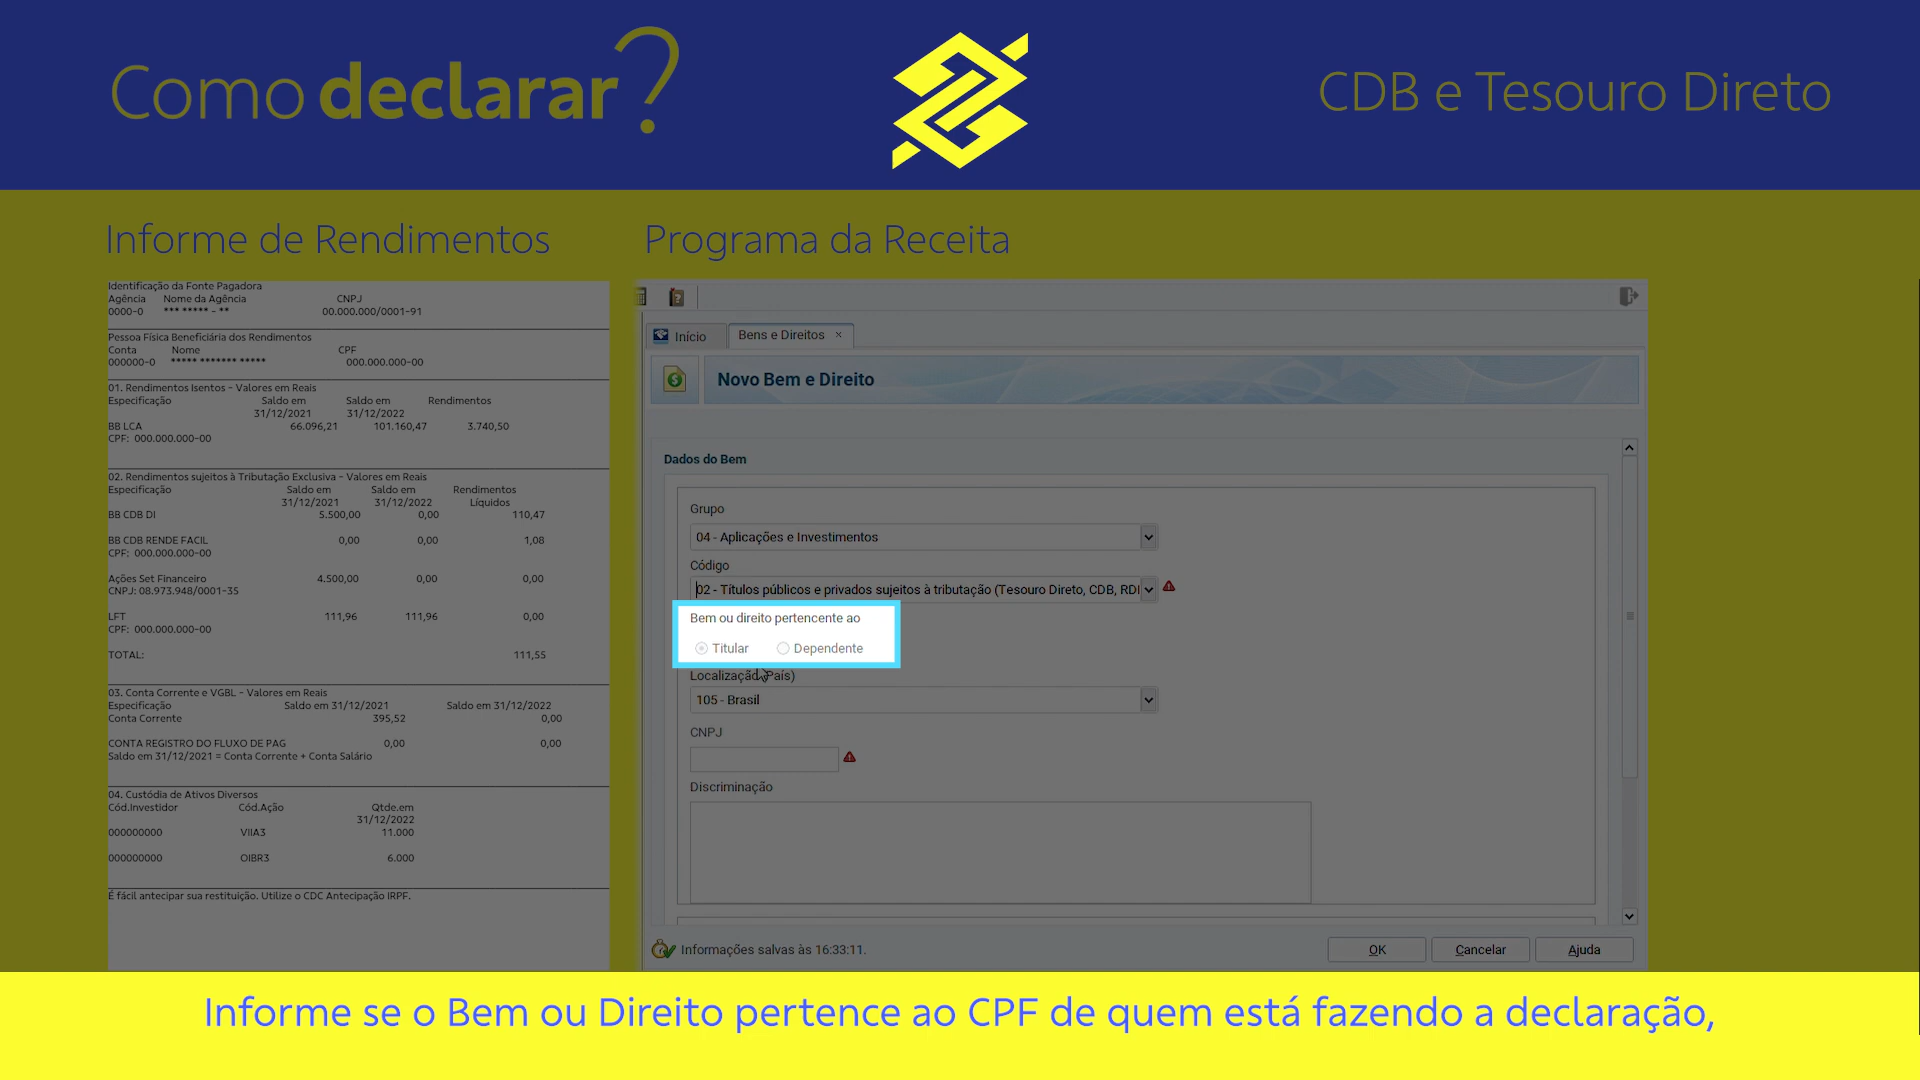 Como declarar?
CDB e Tesouro Direto
Informe de Rendimentos
Identificação da Fonte Pagadora
Agência Nome da Agência CNPJ
0000-0 *** ***** - ** 00.000.000/0001-91
Pessoa Física Beneficiária dos Rendimentos
Conta Nome CPF
000000-0 ***** ******* ***** 000.000.000-00
01. Rendimentos Isentos - Valores em Reais
Especificação Saldo em Saldo em Rendimentos
31/12/2021 31/12/2022
BB LCA 66.096,21 101.160,47 3.740,50
CPF: 000.000.000-00
02. Rendimentos sujeitos à Tributação Exclusiva - Valores em Reais
Especificação Saldo em Saldo em Rendimentos
31/12/2021 31/12/2022 Líquidos
BB CDB DI 5.500,00 0,00 110,47
BB CDB RENDE FACIL 0,00 0,00 1,08
CPF: 000.000.000-00
Ações Set Financeiro 4.500,00 0,00 0,00
CNPJ: 08.973.948/0001-35
LFT 111,96 111,96 0,00
CPF: 000.000.000-00
TOTAL: 111,55
03. Conta Corrente e VGBL - Valores em Reais
Especificação Saldo em 31/12/2021 Saldo em 31/12/2022
Conta Corrente 395,52 0,00
CONTA REGISTRO DO FLUXO DE PAG 0,00 0,00
Saldo em 31/12/2021 = Conta Corrente + Conta Salário
04. Custódia de Ativos Diversos
Cód.Investidor Cód.Ação Qtde.em
31/12/2022
000000000 VIIA3 11.000
000000000 OIBR3 6.000
É fácil antecipar sua restituição. Utilize o CDC Antecipação IRPF.
Programa da Receita
Início Bens e Direitos ×
Novo Bem e Direito
Dados do Bem
Grupo
04 - Aplicações e Investimentos
Código
02 - Títulos públicos e privados sujeitos à tributação (Tesouro Direto, CDB, RDB
Bem ou direito pertencente ao
Titular Dependente
Localização (País)
105 - Brasil
CNPJ
Discriminação
Informações salvas às 16:33:11.
OK Cancelar Ajuda
Informe se o Bem ou Direito pertence ao CPF de quem está fazendo a declaração,